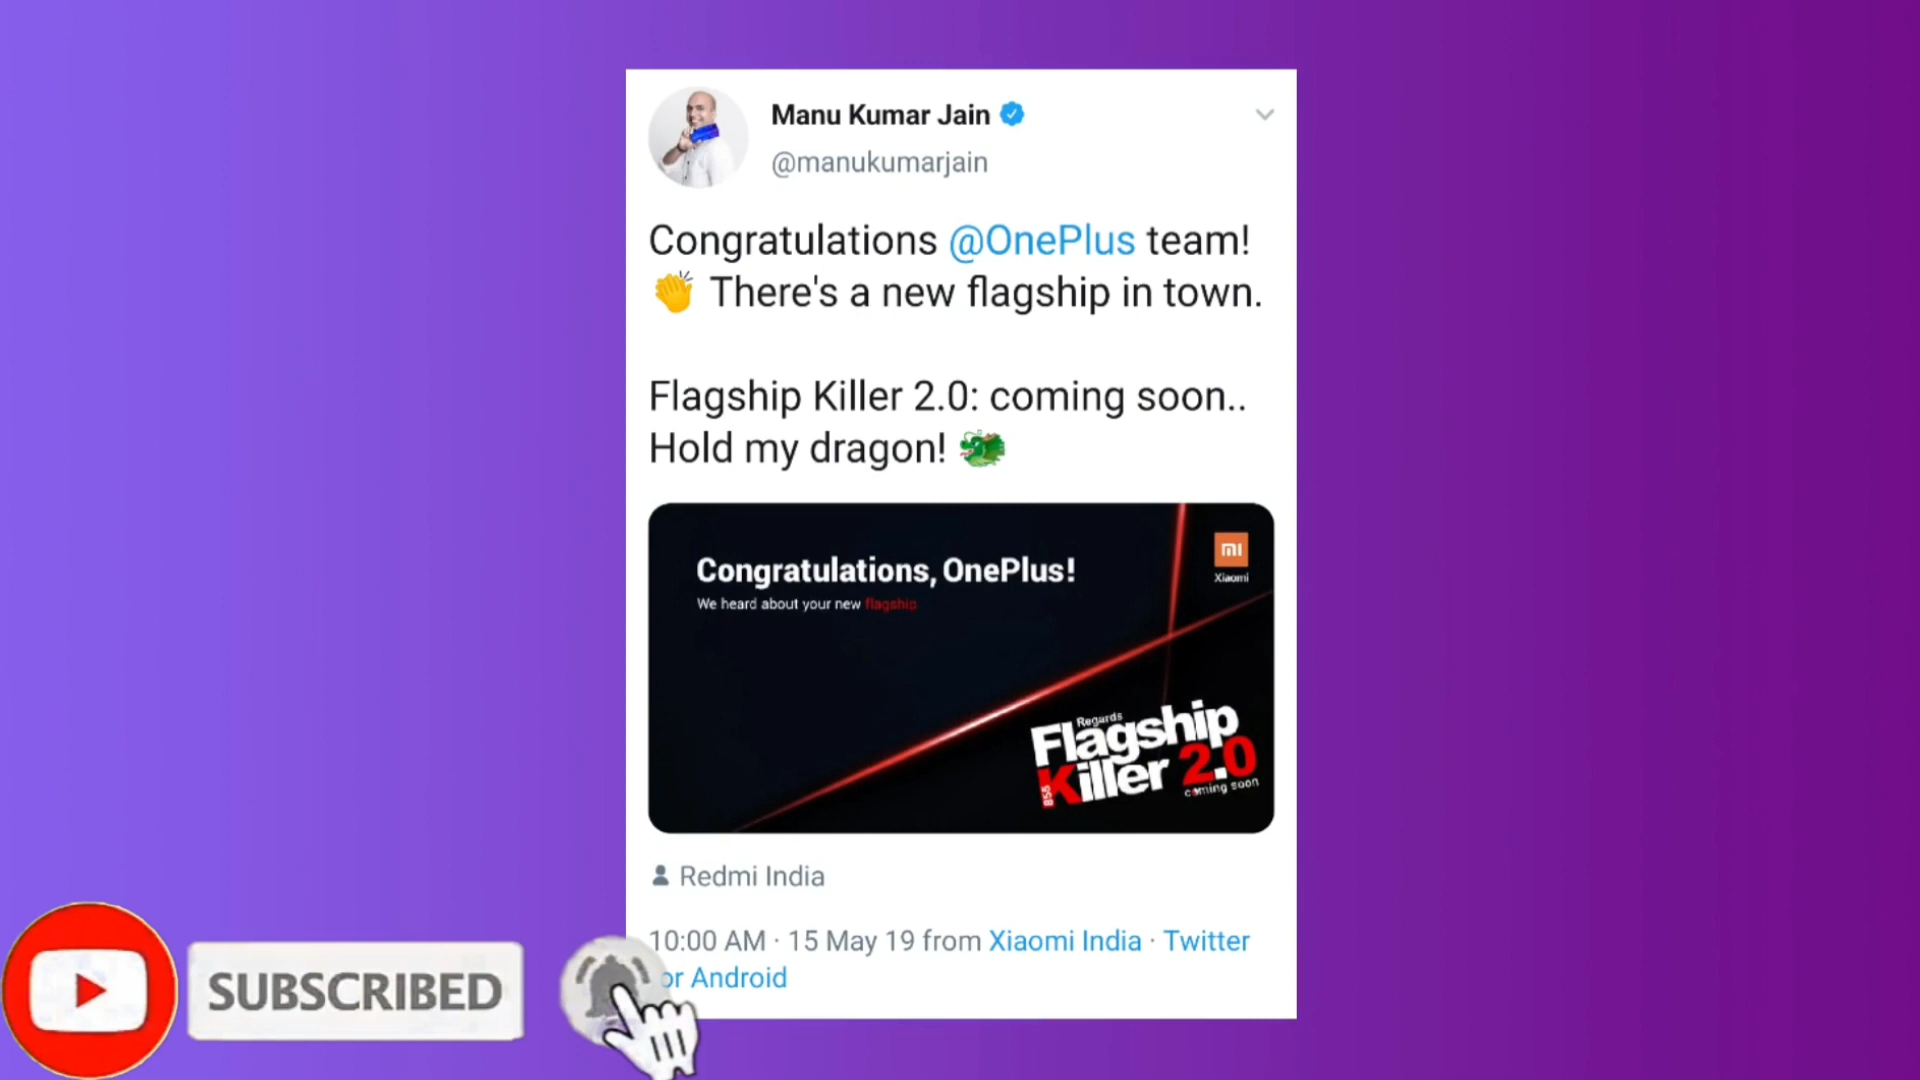 Manu Kumar Jain
@manukumarjain
Congratulations @OnePlus team!
👏 There's a new flagship in town.
Flagship Killer 2.0: coming soon..
Hold my dragon! 🐲
Congratulations, OnePlus!
We heard about your new flagship
mi
Xiaomi
Regards
Flagship
855 Killer 2.0
coming soon
Redmi India
10:00 AM · 15 May 19 from Xiaomi India · Twitter
or Android
SUBSCRIBED